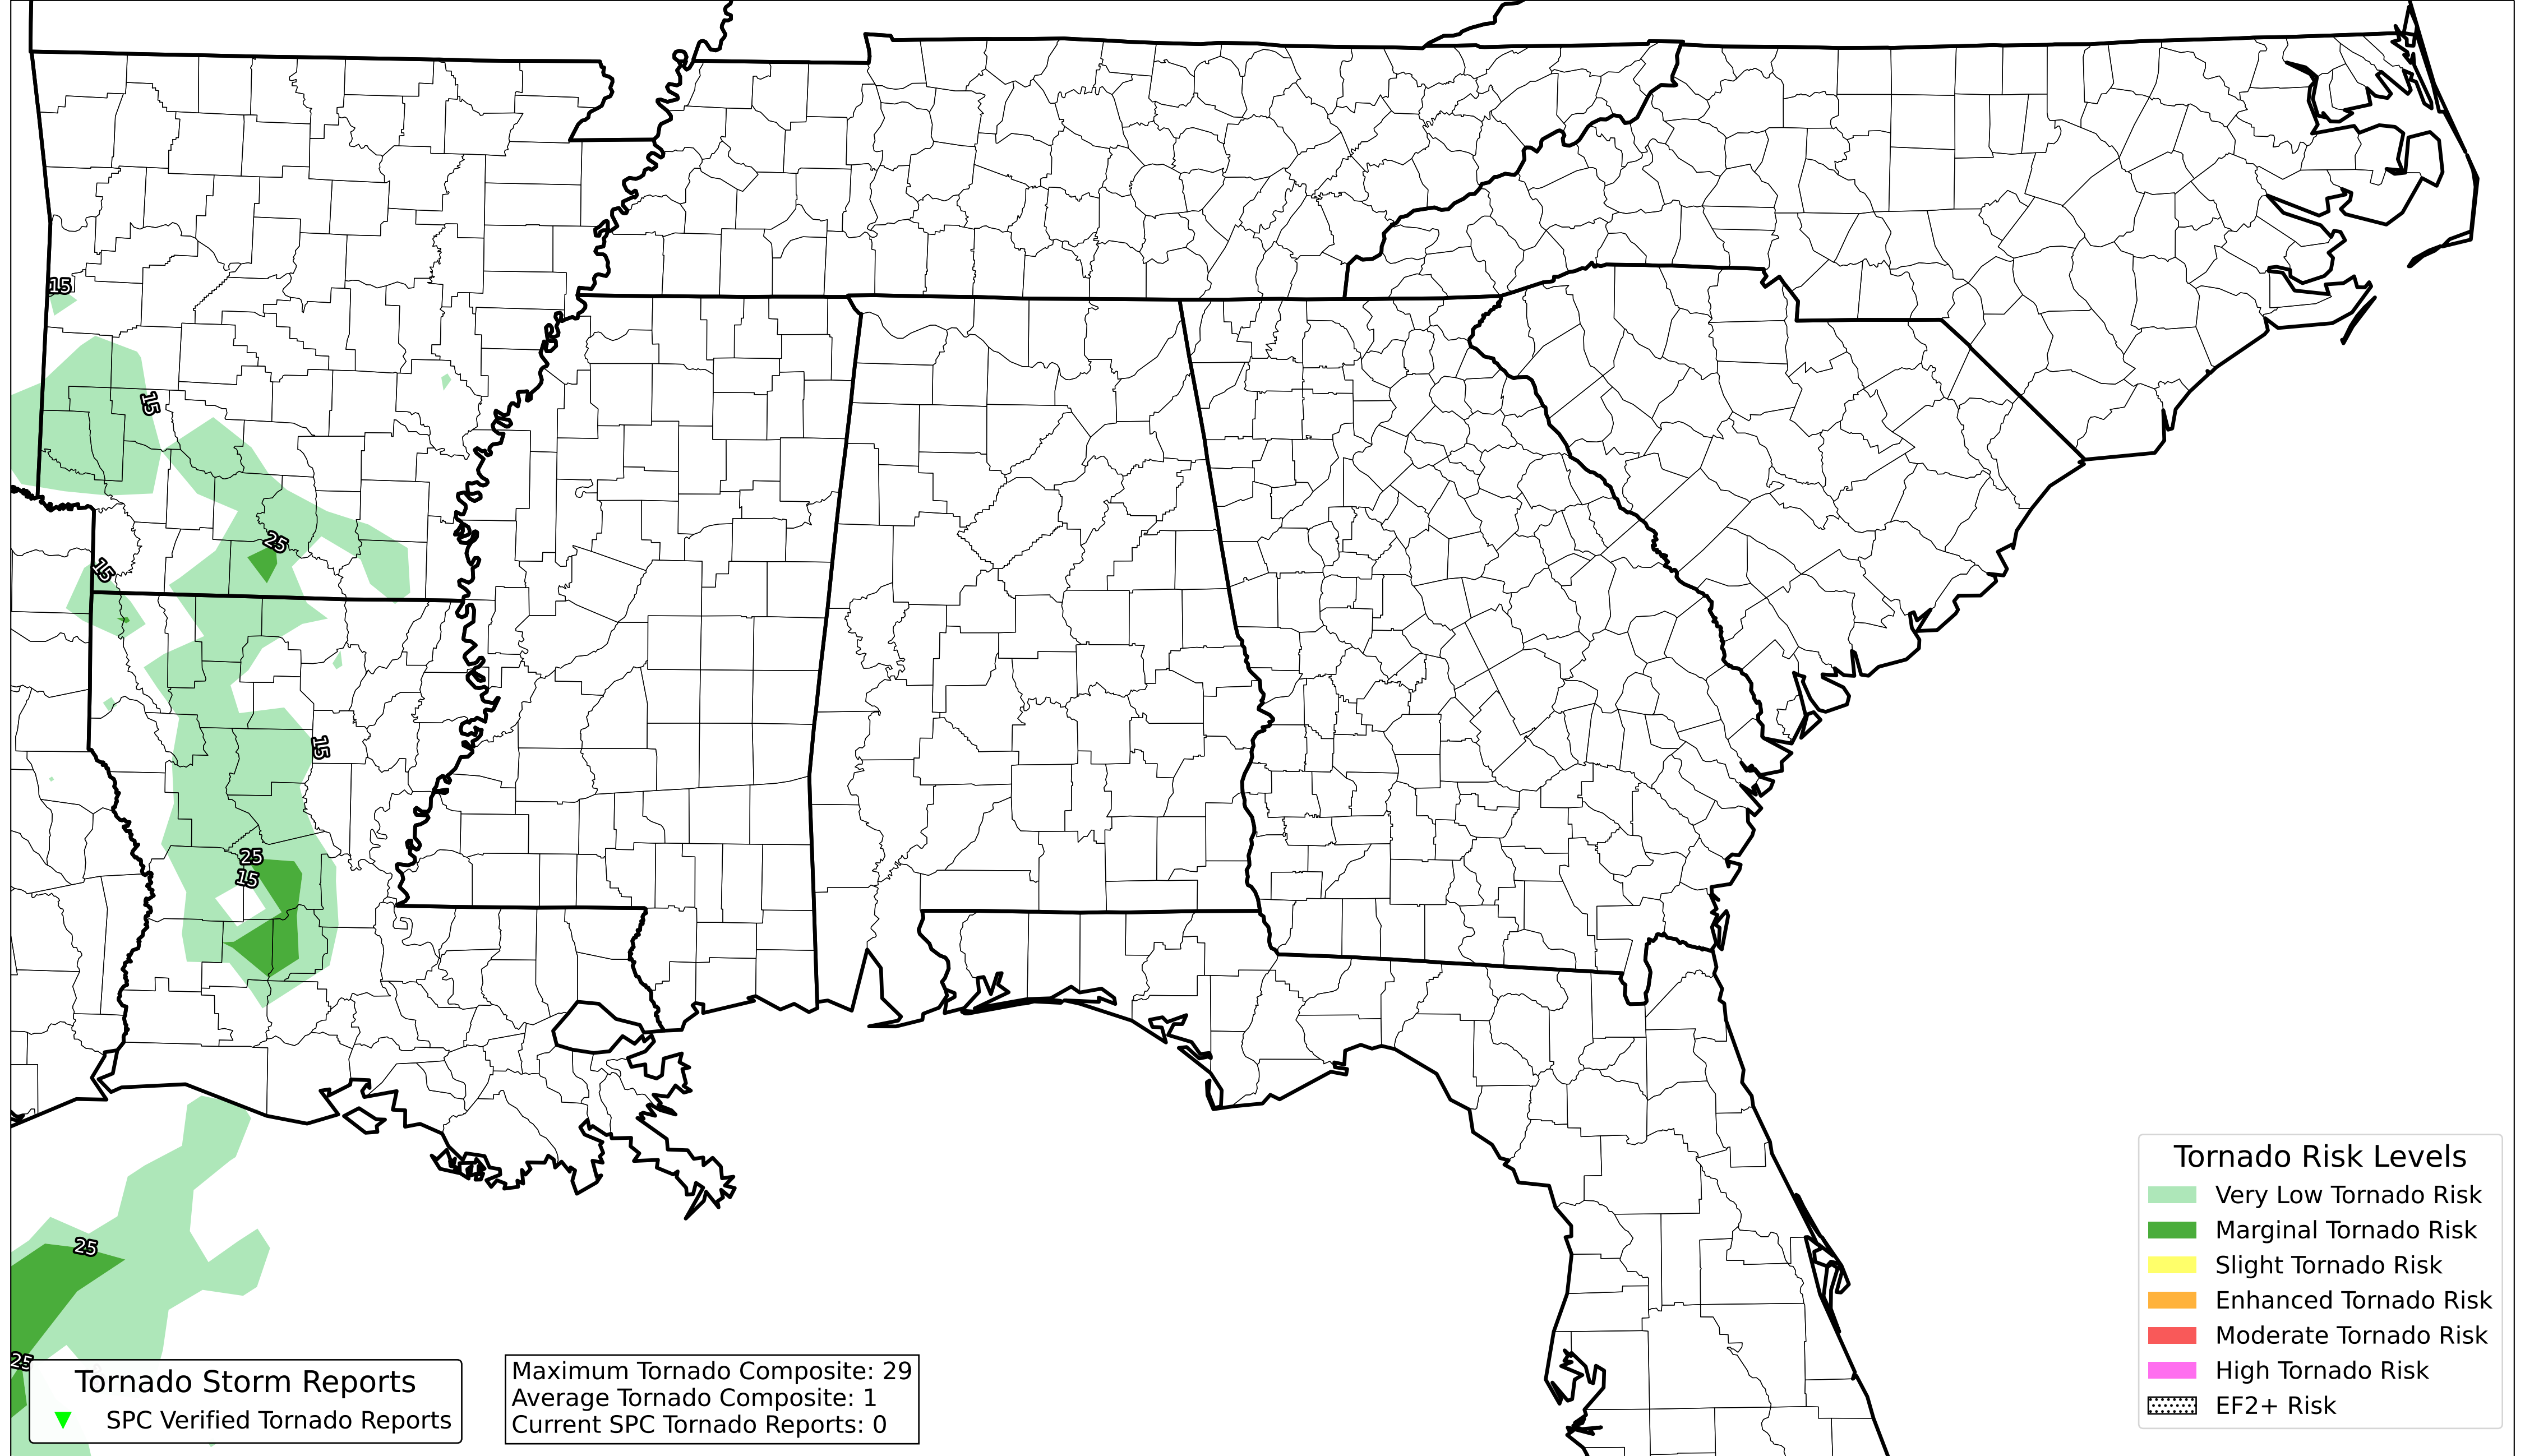 15
15
25
15
15
25
15
25
25
Tornado Storm Reports
SPC Verified Tornado Reports
Maximum Tornado Composite: 29
Average Tornado Composite: 1
Current SPC Tornado Reports: 0
Tornado Risk Levels
Very Low Tornado Risk
Marginal Tornado Risk
Slight Tornado Risk
Enhanced Tornado Risk
Moderate Tornado Risk
High Tornado Risk
EF2+ Risk